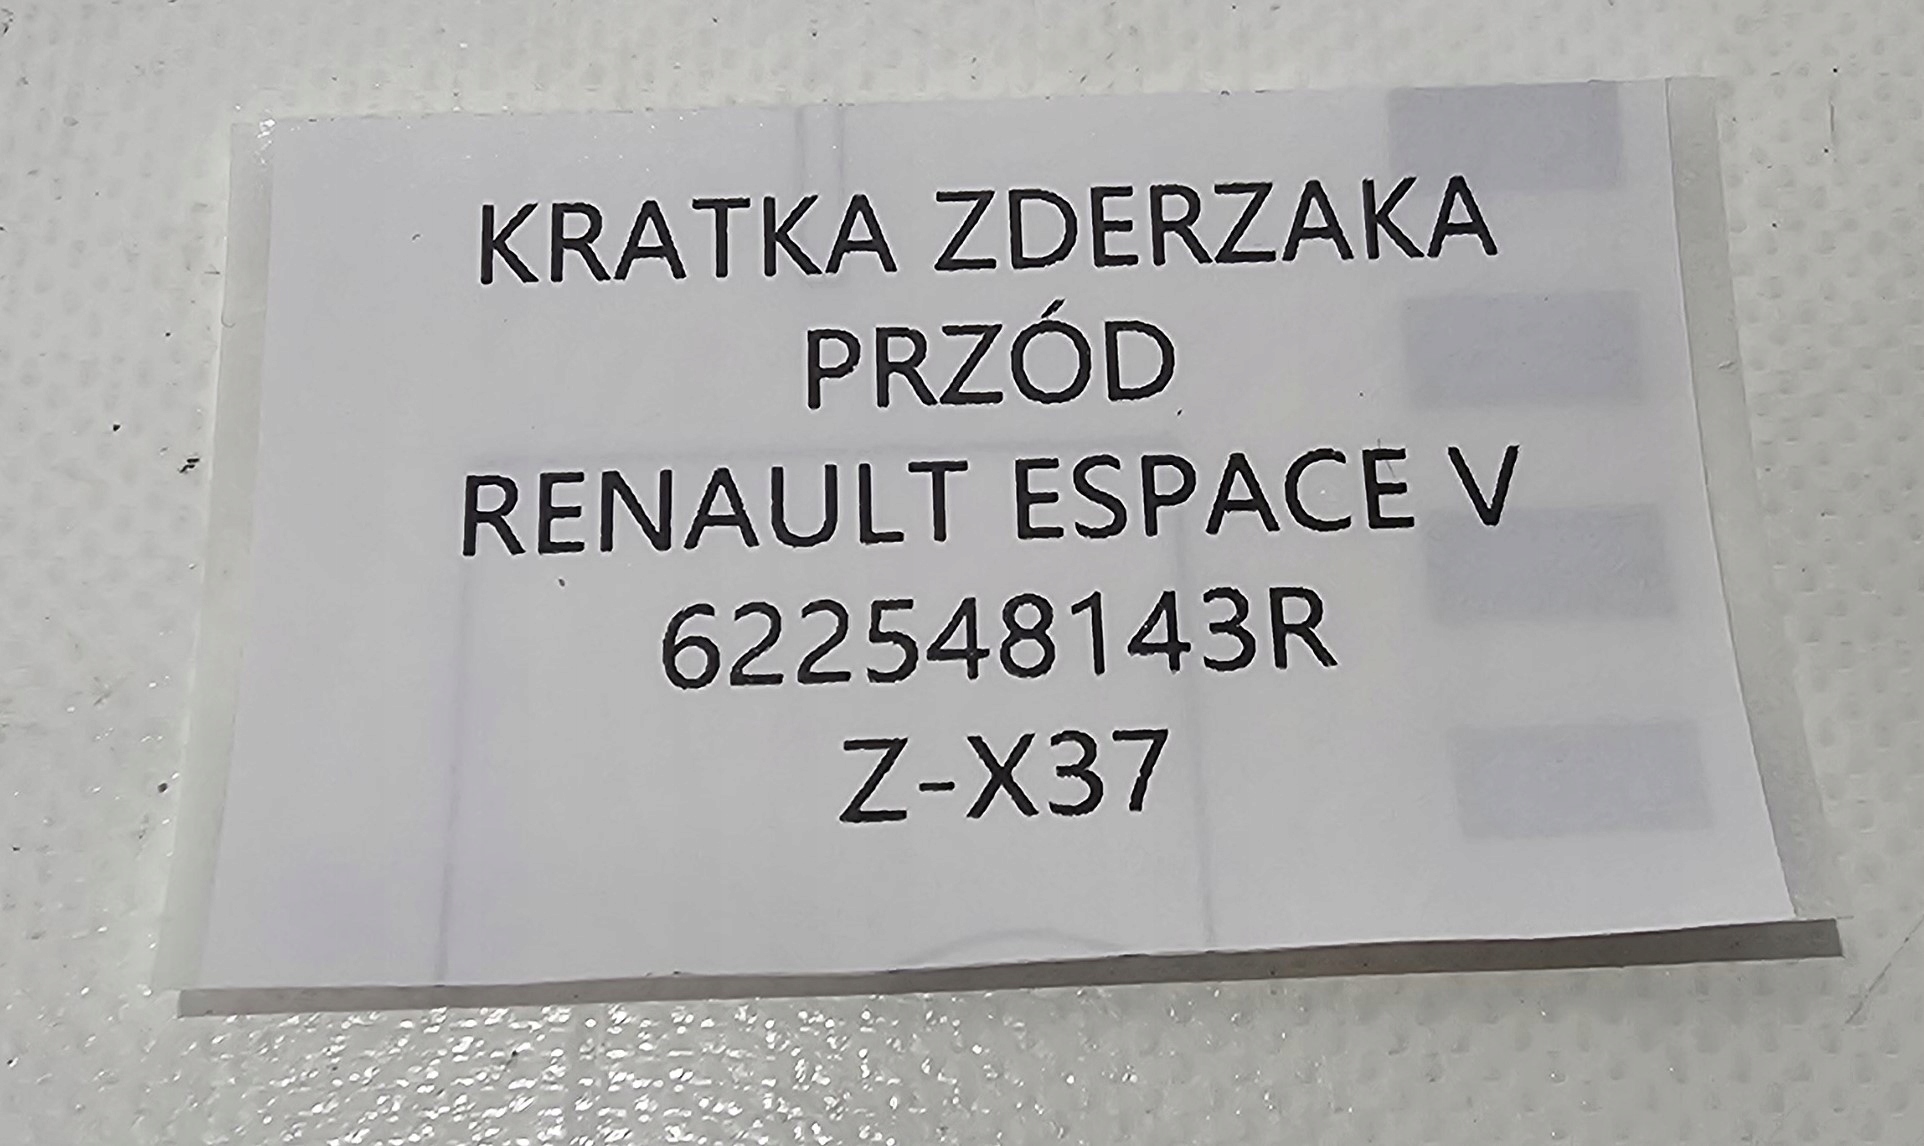 KRATKA ZDERZAKA
PRZÓD
RENAULT ESPACE V
622548143R
Z-X37